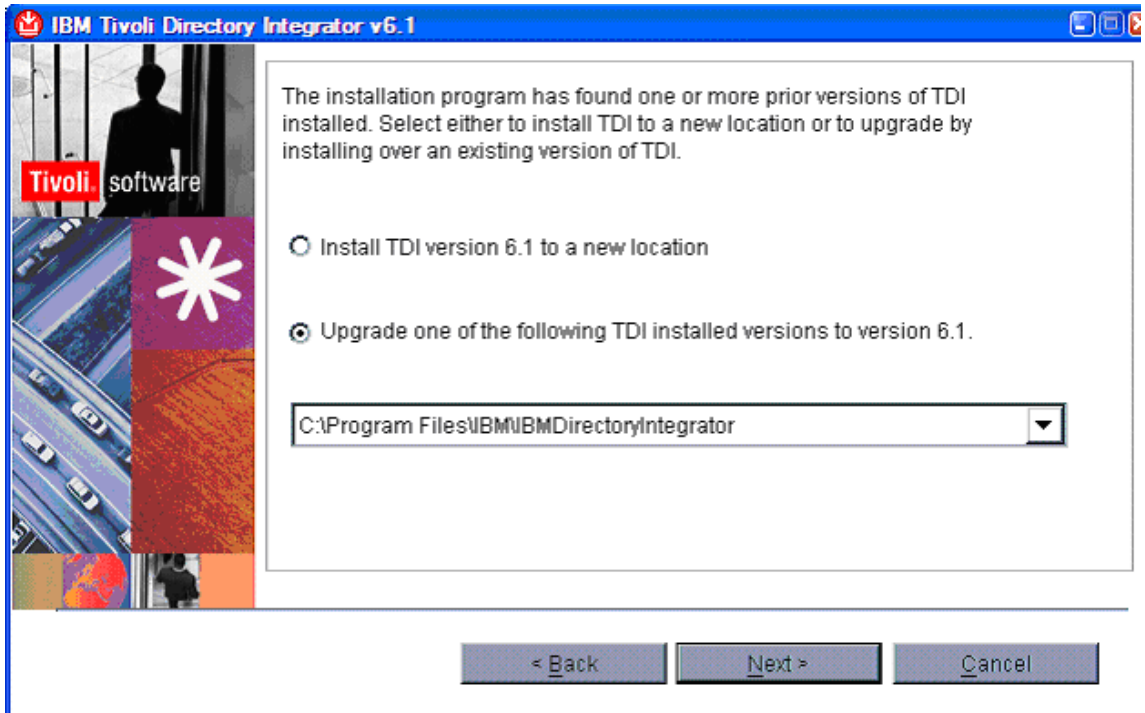 IBM Tivoli Directory Integrator v6.1
Tivoli. software
The installation program has found one or more prior versions of TDI
installed. Select either to install TDI to a new location or to upgrade by
installing over an existing version of TDI.
Install TDI version 6.1 to a new location
Upgrade one of the following TDI installed versions to version 6.1.
C:\Program Files\IBM\IBMDirectoryIntegrator
< Back
Next >
Cancel